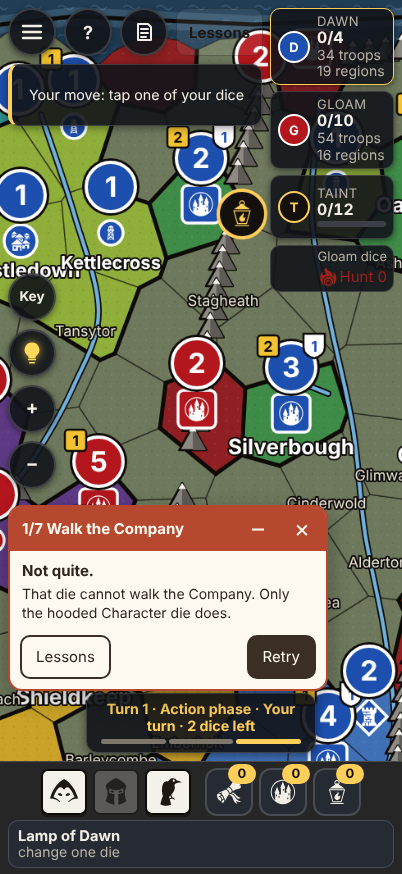 ?
Lessons
DAWN
D
0/4
34 troops
19 regions
1
2
Your move: tap one of your dice
GLOAM
G
0/10
54 troops
16 regions
1
1
2
1
2
TAINT
T
0/12
1
1
Gloam dice
Hunt 0
Kettlecross
Key
Stagheath
Tansytor
2
1
2
3
+
Silverbough
1
5
−
Cinderwold
1/7 Walk the Company
Not quite.
That die cannot walk the Company. Only
the hooded Character die does.
Lessons
Retry
2
4
Turn 1 · Action phase · Your
turn · 2 dice left
Barleycombe
0
0
0
Lamp of Dawn
change one die